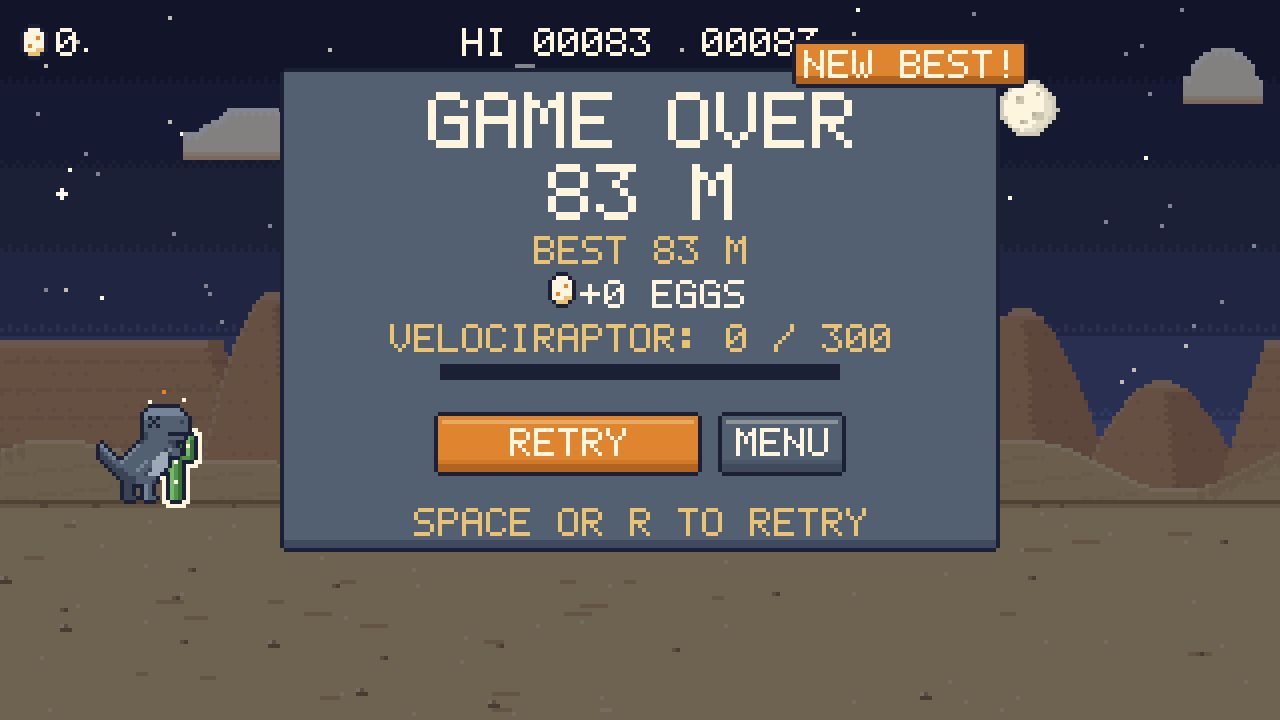 0
HI 00083 00083
NEW BEST!
GAME OVER
83 M
BEST 83 M
+0 EGGS
VELOCIRAPTOR: 0 / 300
RETRY MENU
SPACE OR R TO RETRY